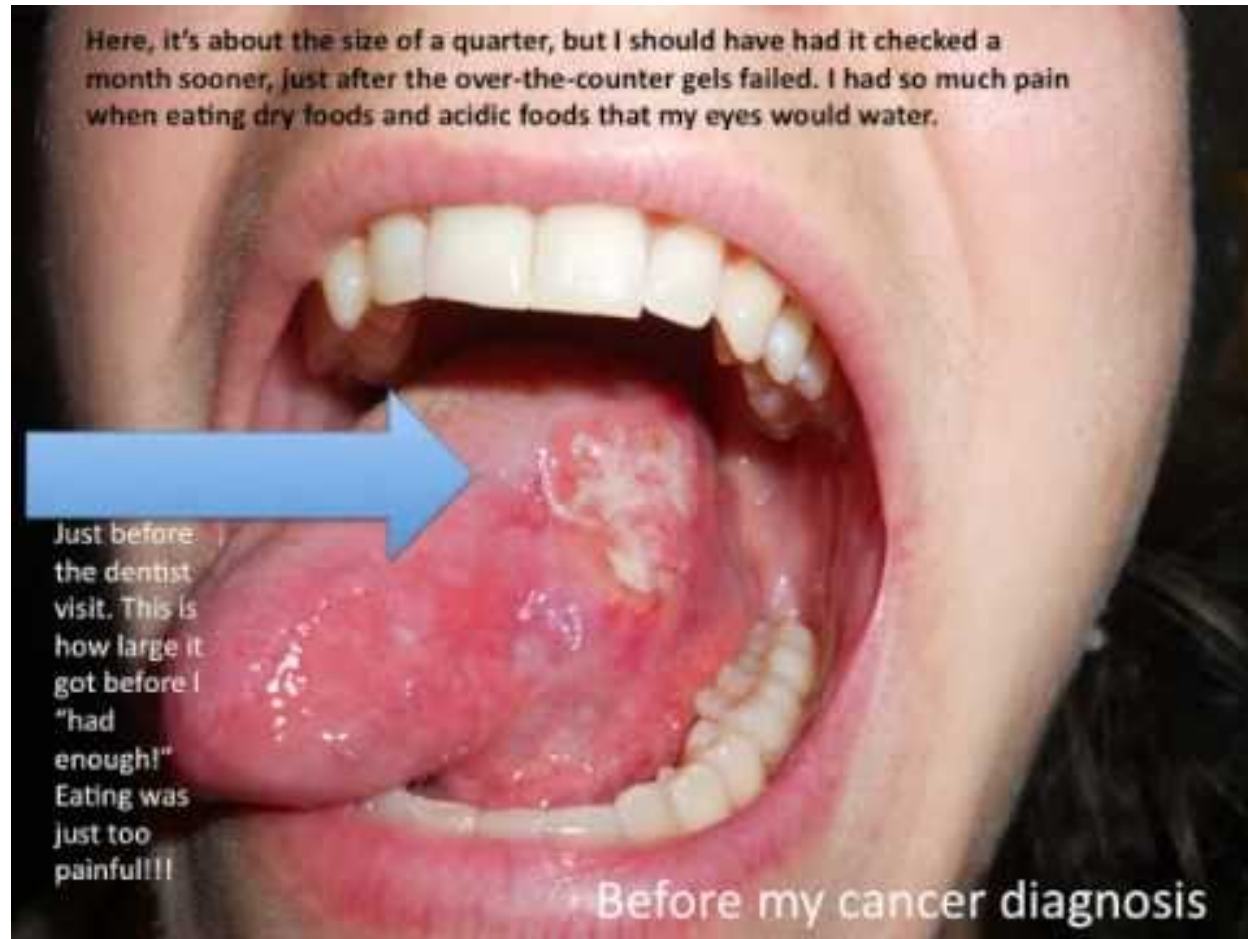 Here, it's about the size of a quarter, but I should have had it checked a
month sooner, just after the over-the-counter gels failed. I had so much pain
when eating dry foods and acidic foods that my eyes would water.
Just before
the dentist
visit. This is
how large it
got before I
"had
enough!"
Eating was
just too
painful!!!
Before my cancer diagnosis